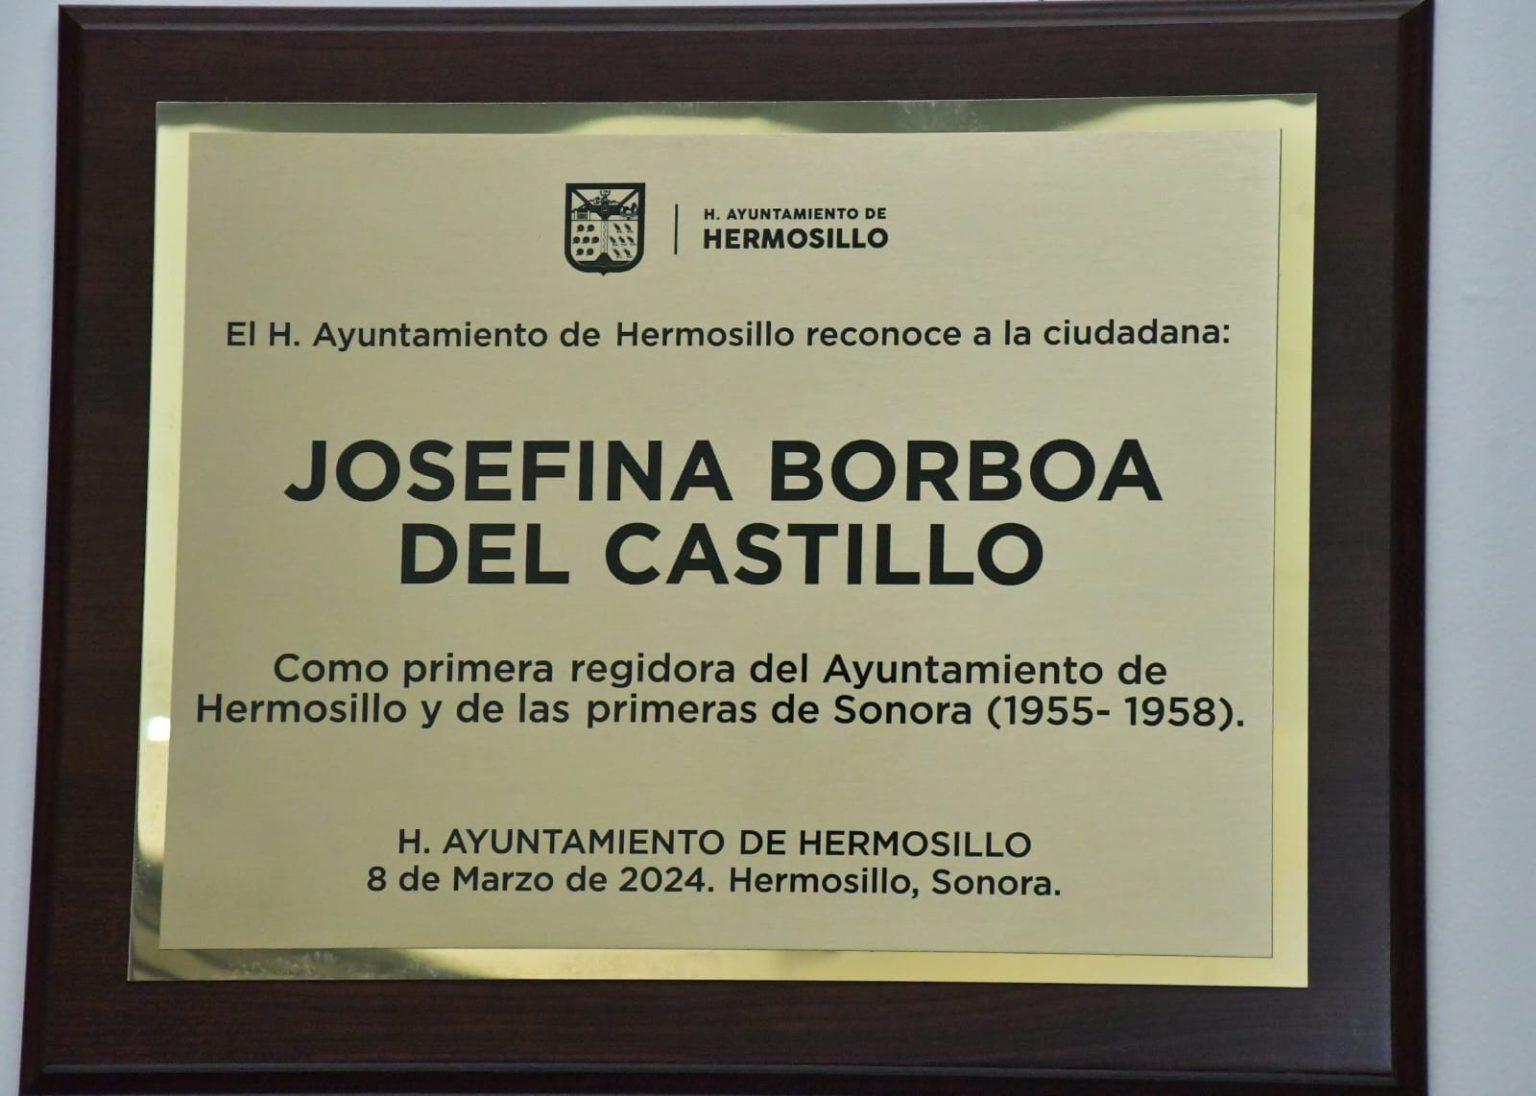 H. AYUNTAMIENTO DE
HERMOSILLO
El H. Ayuntamiento de Hermosillo reconoce a la ciudadana:
JOSEFINA BORBOA
DEL CASTILLO
Como primera regidora del Ayuntamiento de
Hermosillo y de las primeras de Sonora (1955- 1958).
H. AYUNTAMIENTO DE HERMOSILLO
8 de Marzo de 2024. Hermosillo, Sonora.